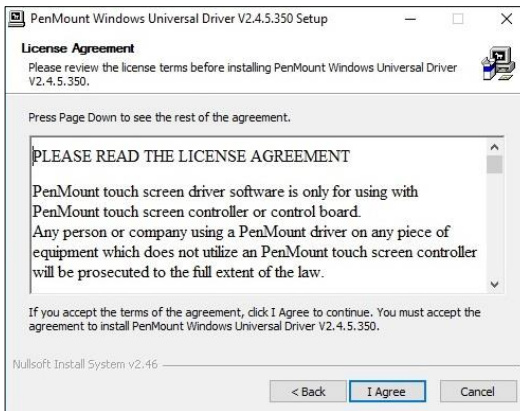 PenMount Windows Universal Driver V2.4.5.350 Setup
License Agreement
Please review the license terms before installing PenMount Windows Universal Driver
V2.4.5.350.
Press Page Down to see the rest of the agreement.
PLEASE READ THE LICENSE AGREEMENT
PenMount touch screen driver software is only for using with
PenMount touch screen controller or control board.
Any person or company using a PenMount driver on any piece of
equipment which does not utilize an PenMount touch screen controller
will be prosecuted to the full extent of the law.
If you accept the terms of the agreement, click I Agree to continue. You must accept the
agreement to install PenMount Windows Universal Driver V2.4.5.350.
Nullsoft Install System v2.46
< Back I Agree Cancel